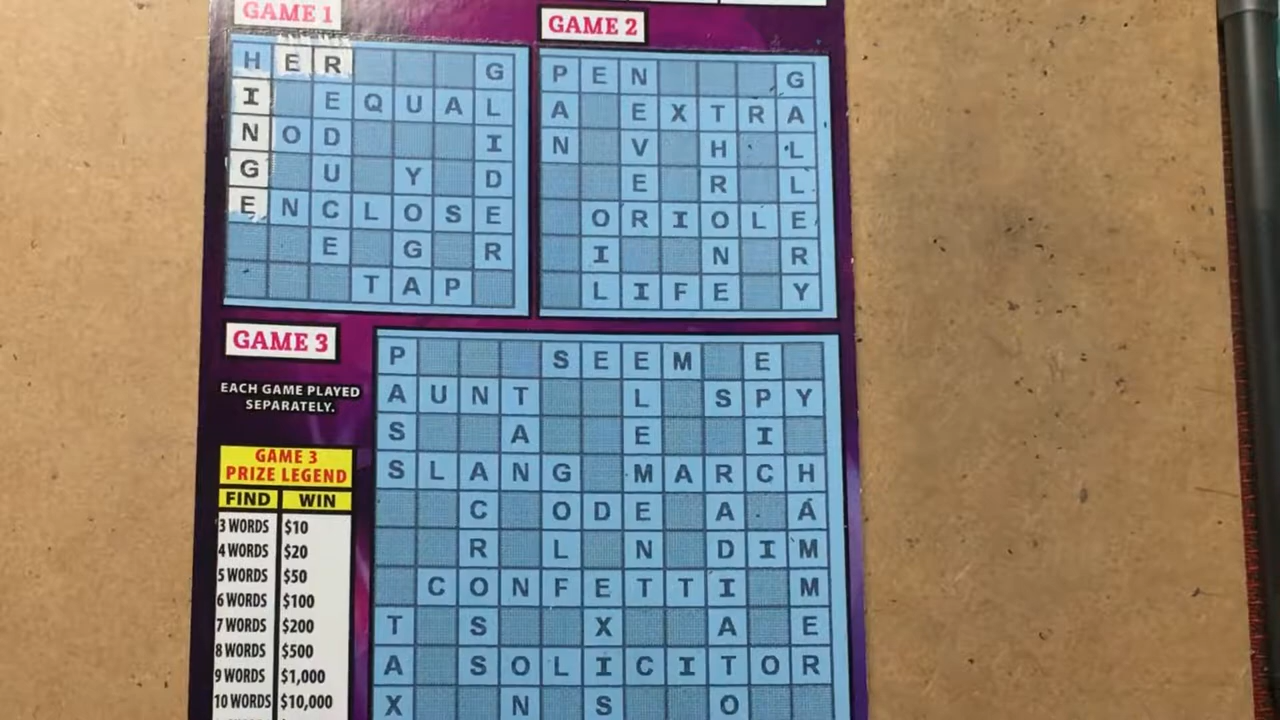 GAME 1
GAME 2
H E R G
I E Q U A L
N O D I
G U Y D
E N C L O S E
E G R
T A P
P E N G
A E X T R A
N V H L
E R L
O R I O L E
I N R
L I F E Y
GAME 3
EACH GAME PLAYED
SEPARATELY.
GAME 3
PRIZE LEGEND
FIND WIN
3 WORDS $10
4 WORDS $20
5 WORDS $50
6 WORDS $100
7 WORDS $200
8 WORDS $500
9 WORDS $1,000
10 WORDS $10,000
P S E E M E
A U N T L S P Y
S A E I
S L A N G M A R C H
C O D E A A
R L N D I M
C O N F E T T I M
T S X A E
A S O L I C I T O R
X N S O